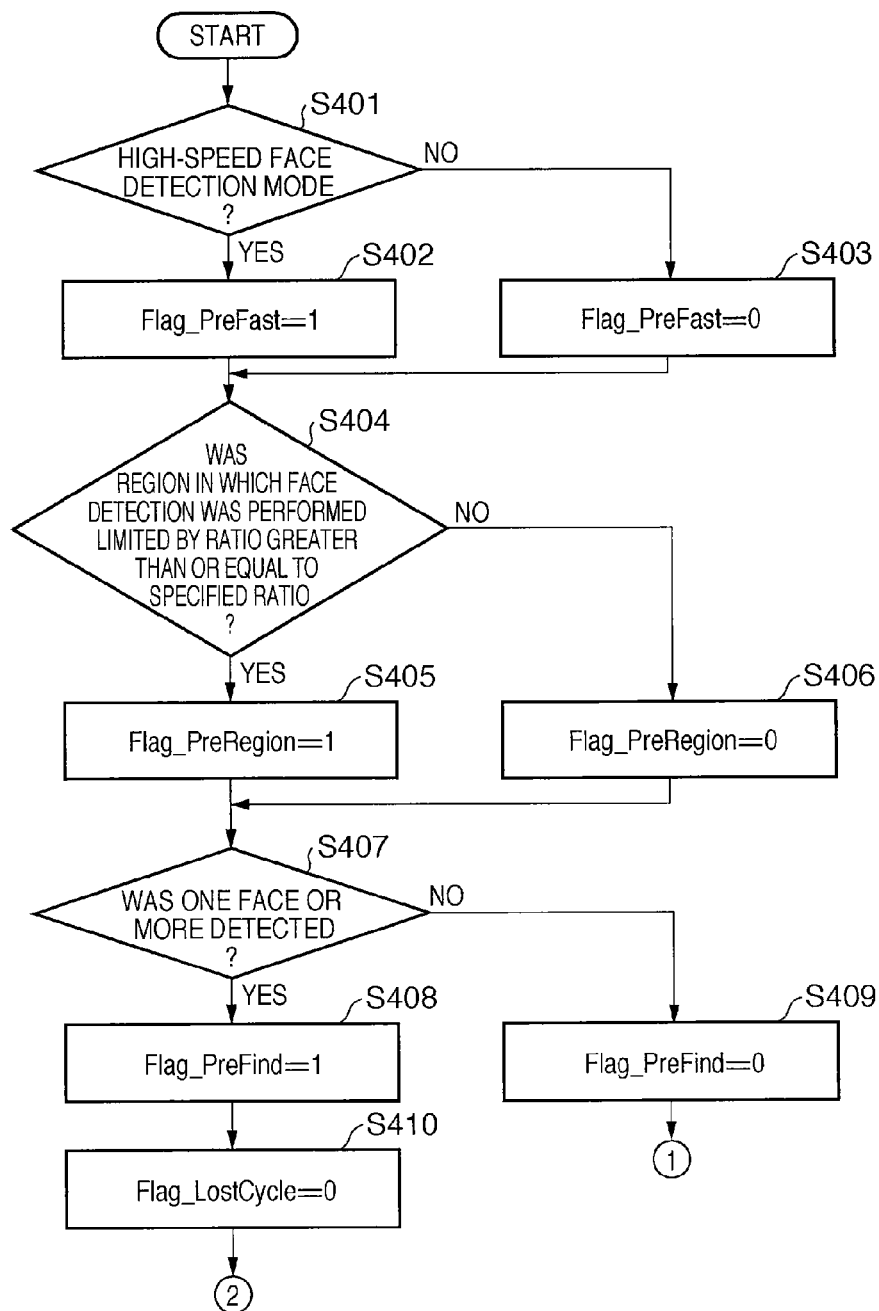 START
S401
HIGH-SPEED FACE
DETECTION MODE
?
NO
YES
S402
S403
Flag_PreFast==1
Flag_PreFast==0
S404
WAS
REGION IN WHICH FACE
DETECTION WAS PERFORMED
LIMITED BY RATIO GREATER
THAN OR EQUAL TO
SPECIFIED RATIO
?
NO
YES
S405
S406
Flag_PreRegion==1
Flag_PreRegion==0
S407
WAS ONE FACE OR
MORE DETECTED
?
NO
YES
S408
S409
Flag_PreFind==1
Flag_PreFind==0
S410
1
Flag_LostCycle==0
2